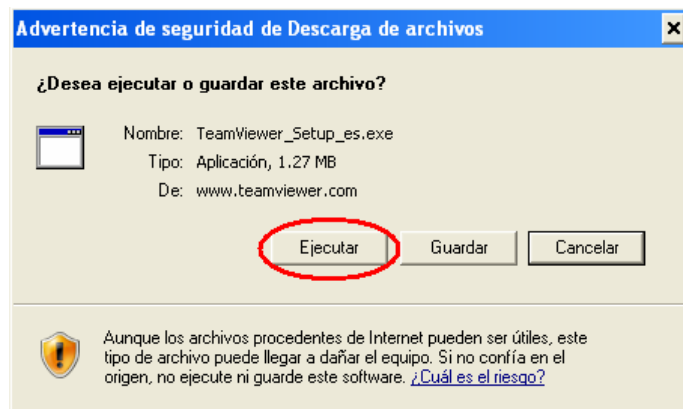 Advertencia de seguridad de Descarga de archivos
¿Desea ejecutar o guardar este archivo?
Nombre: TeamViewer_Setup_es.exe
Tipo: Aplicación, 1.27 MB
De: www.teamviewer.com
Ejecutar Guardar Cancelar
Aunque los archivos procedentes de Internet pueden ser útiles, este
tipo de archivo puede llegar a dañar el equipo. Si no confía en el
origen, no ejecute ni guarde este software. ¿Cuál es el riesgo?